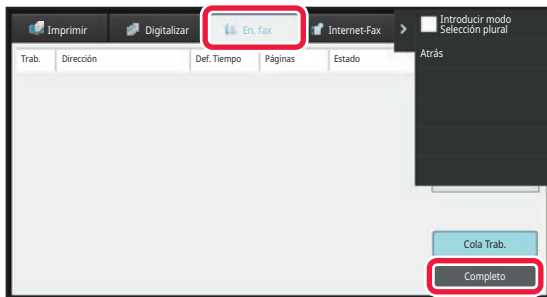 Imprimir
Digitalizar
En. fax
Internet-Fax
>
Introducir modo
Selección plural
Trab.
Dirección
Def. Tiempo
Páginas
Estado
Atrás
Cola Trab.
Completo